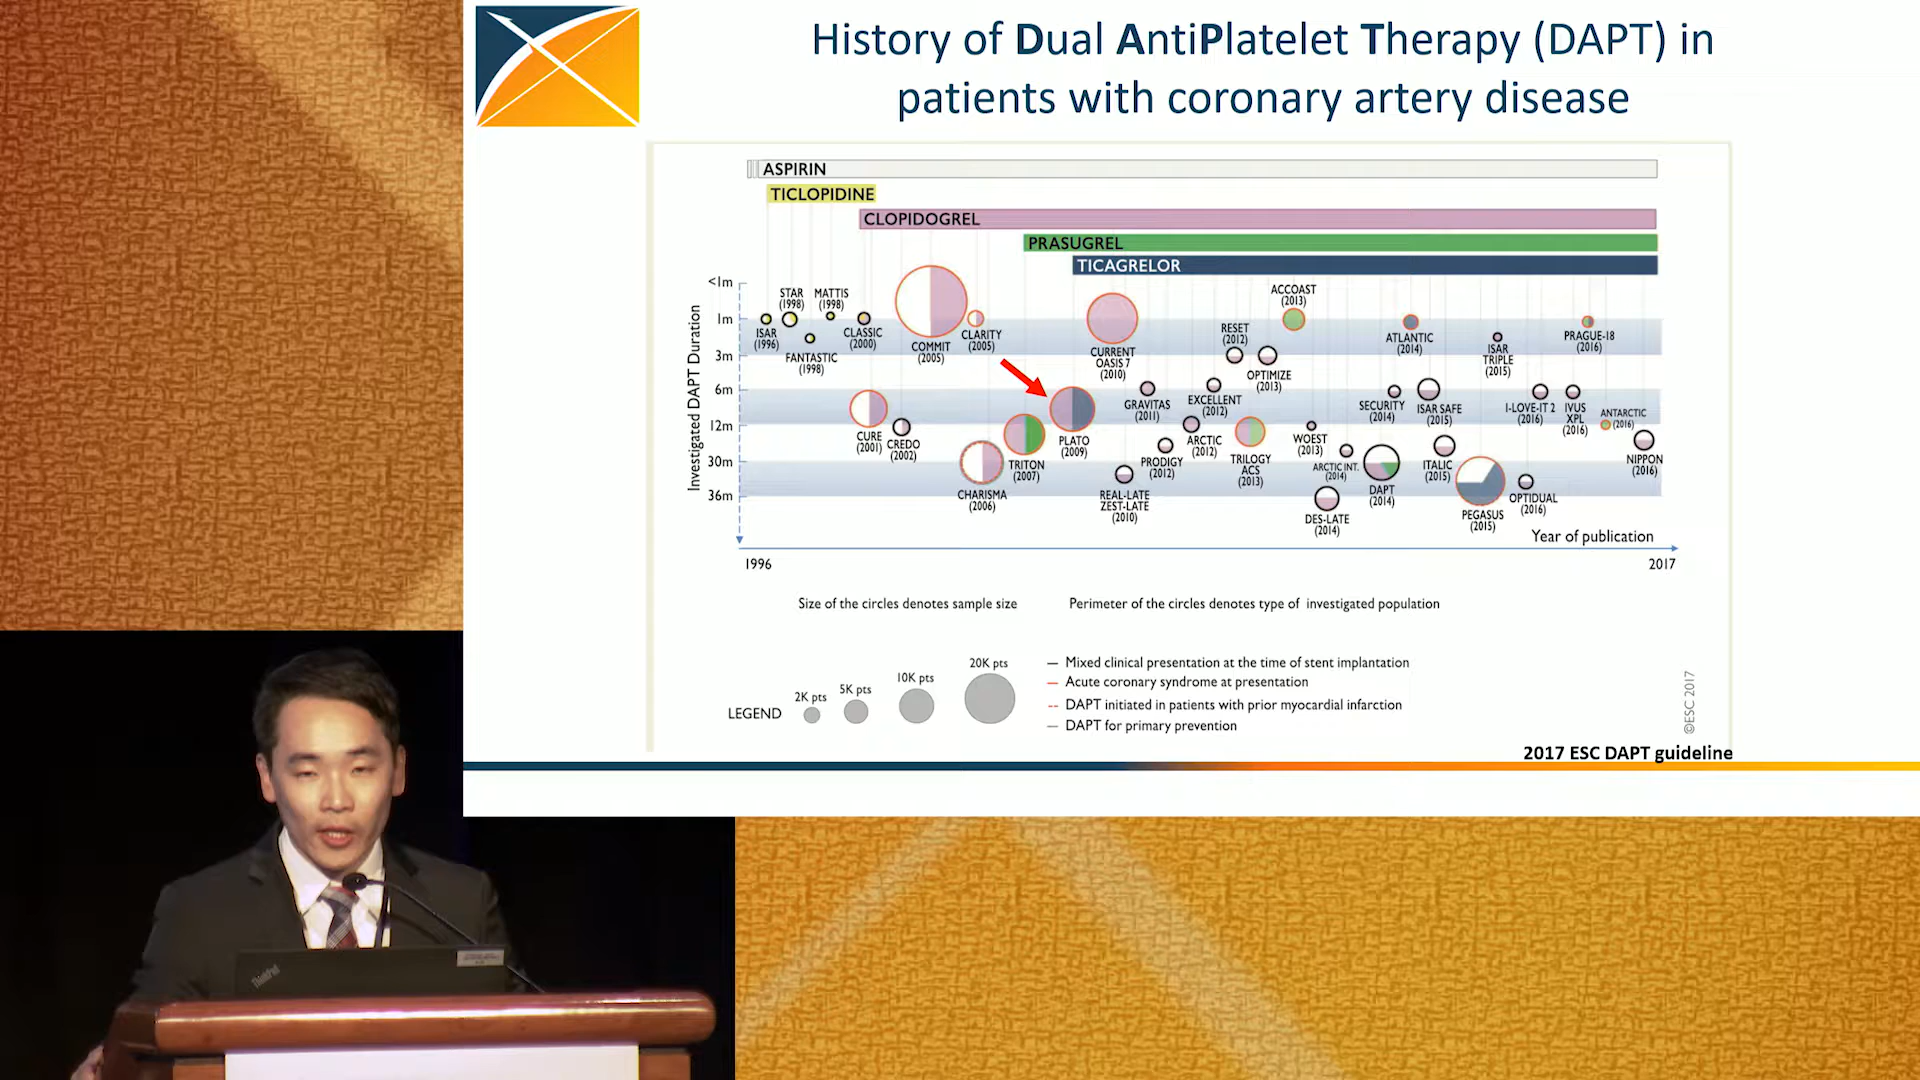 History of Dual AntiPlatelet Therapy (DAPT) in
patients with coronary artery disease
ASPIRIN
TICLOPIDINE
CLOPIDOGREL
PRASUGREL
TICAGRELOR
Investigated DAPT Duration
<1m
1m
3m
6m
12m
30m
36m
ISAR
(1996)
STAR
(1998)
FANTASTIC
(1998)
MATTIS
(1998)
CLASSIC
(2000)
COMMIT
(2005)
CLARITY
(2005)
CURRENT
OASIS 7
(2010)
RESET
(2012)
ACCOAST
(2013)
OPTIMIZE
(2013)
ATLANTIC
(2014)
ISAR
TRIPLE
(2015)
PRAGUE-18
(2016)
CURE
(2001)
CREDO
(2002)
CHARISMA
(2006)
TRITON
(2007)
PLATO
(2009)
GRAVITAS
(2011)
EXCELLENT
(2012)
REAL-LATE
ZEST-LATE
(2010)
PRODIGY
(2012)
ARCTIC
(2012)
TRILOGY
ACS
(2013)
WOEST
(2013)
ARCTIC INT.
(2014)
DES-LATE
(2014)
DAPT
(2014)
SECURITY
(2014)
ISAR SAFE
(2015)
ITALIC
(2015)
PEGASUS
(2015)
OPTIDUAL
(2016)
I-LOVE-IT 2
(2016)
IVUS
XPL
(2016)
ANTARCTIC
(2016)
NIPPON
(2016)
Year of publication
1996
2017
Size of the circles denotes sample size
Perimeter of the circles denotes type of investigated population
LEGEND
2K pts
5K pts
10K pts
20K pts
Mixed clinical presentation at the time of stent implantation
Acute coronary syndrome at presentation
DAPT initiated in patients with prior myocardial infarction
DAPT for primary prevention
©ESC 2017
2017 ESC DAPT guideline
ThinkPad